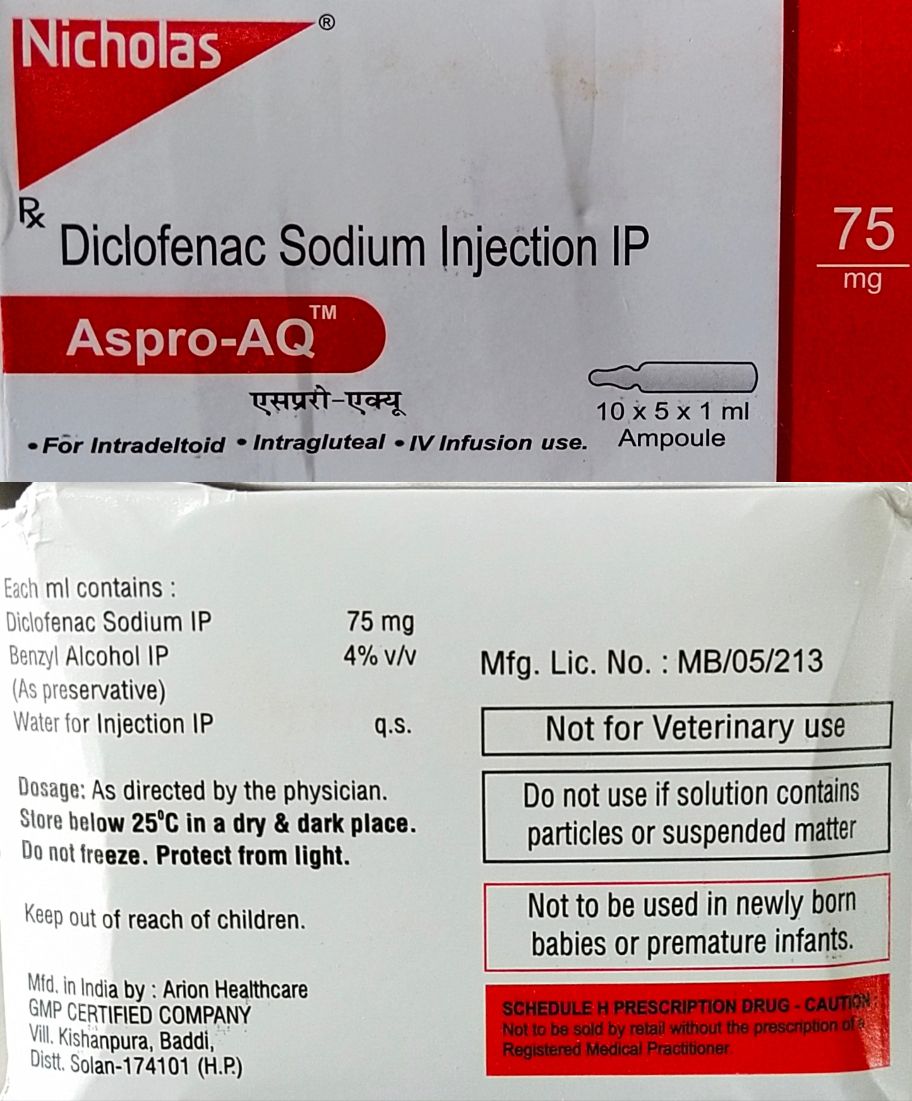 Nicholas ®
Rx
Diclofenac Sodium Injection IP
75
mg
Aspro-AQ™
एसप्ररो-एक्यू
10 x 5 x 1 ml
Ampoule
• For Intradeltoid • Intragluteal • IV Infusion use.
Each ml contains :
Diclofenac Sodium IP 75 mg
Benzyl Alcohol IP 4% v/v
(As preservative)
Water for Injection IP q.s.
Dosage: As directed by the physician.
Store below 25⁰C in a dry & dark place.
Do not freeze. Protect from light.
Keep out of reach of children.
Mfd. in India by : Arion Healthcare
GMP CERTIFIED COMPANY
Vill. Kishanpura, Baddi,
Distt. Solan-174101 (H.P.)
Mfg. Lic. No. : MB/05/213
Not for Veterinary use
Do not use if solution contains
particles or suspended matter
Not to be used in newly born
babies or premature infants.
SCHEDULE H PRESCRIPTION DRUG - CAUTION
Not to be sold by retail without the prescription of a
Registered Medical Practitioner.